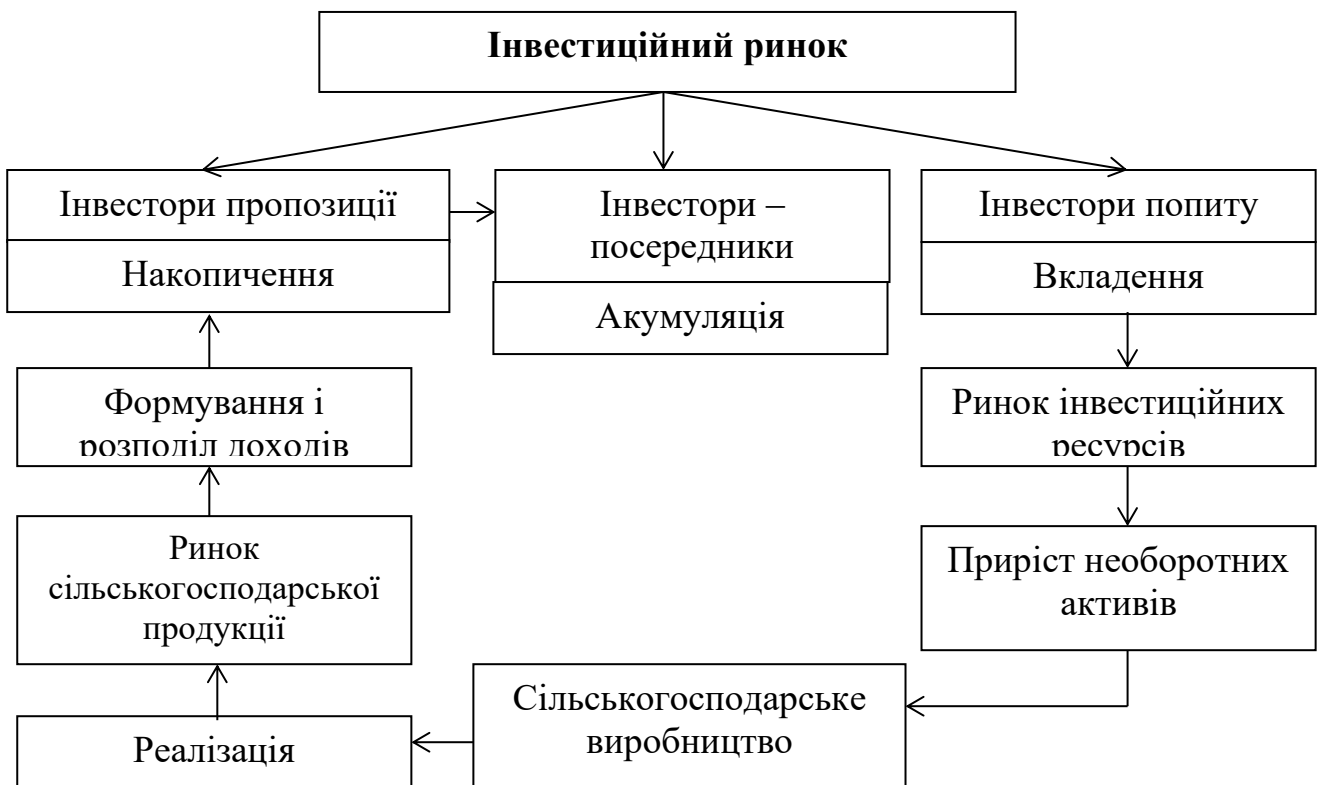 Інвестиційний ринок
Інвестори пропозиції
Накопичення
Інвестори –
посередники
Акумуляція
Інвестори попиту
Вкладення
Формування і
розподіл доходів
Ринок інвестиційних
ресурсів
Ринок
сільськогосподарської
продукції
Приріст необоротних
активів
Сільськогосподарське
виробництво
Реалізація